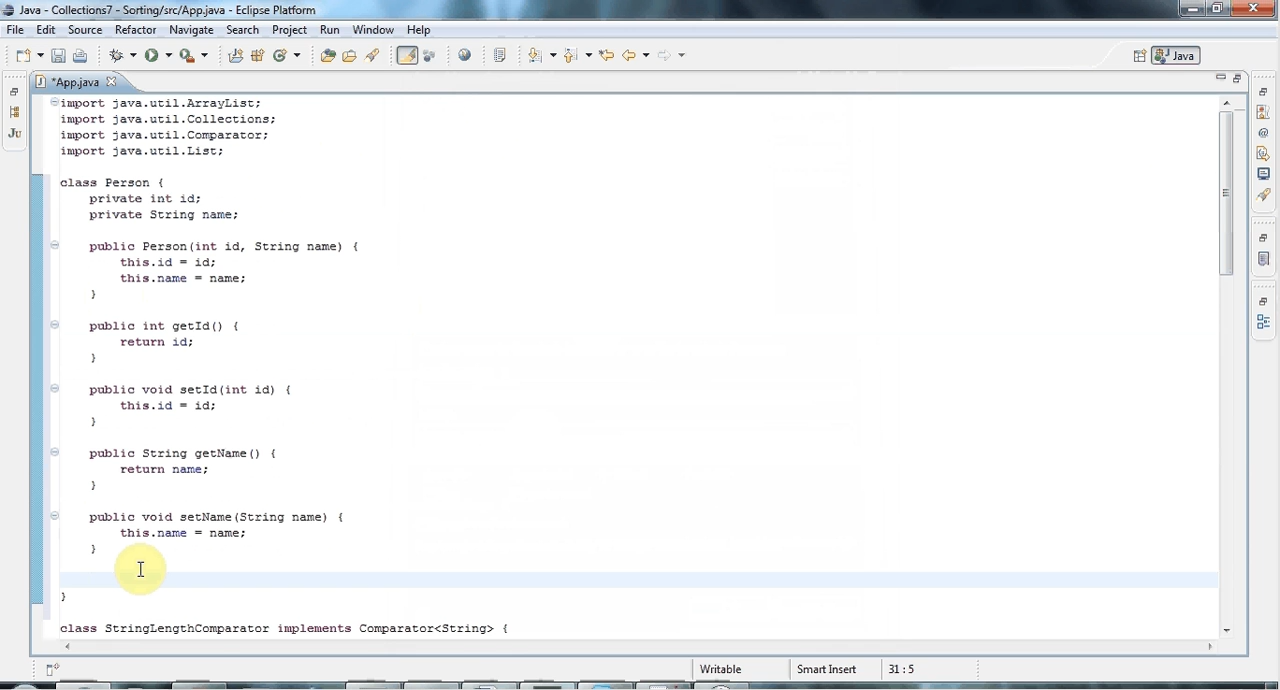 Java - Collections7 - Sorting/src/App.java - Eclipse Platform
File Edit Source Refactor Navigate Search Project Run Window Help
Java
*App.java
import java.util.ArrayList;
import java.util.Collections;
import java.util.Comparator;
import java.util.List;
class Person {
private int id;
private String name;
public Person(int id, String name) {
this.id = id;
this.name = name;
}
public int getId() {
return id;
}
public void setId(int id) {
this.id = id;
}
public String getName() {
return name;
}
public void setName(String name) {
this.name = name;
}
}
class StringLengthComparator implements Comparator<String> {
Writable Smart Insert 31 : 5